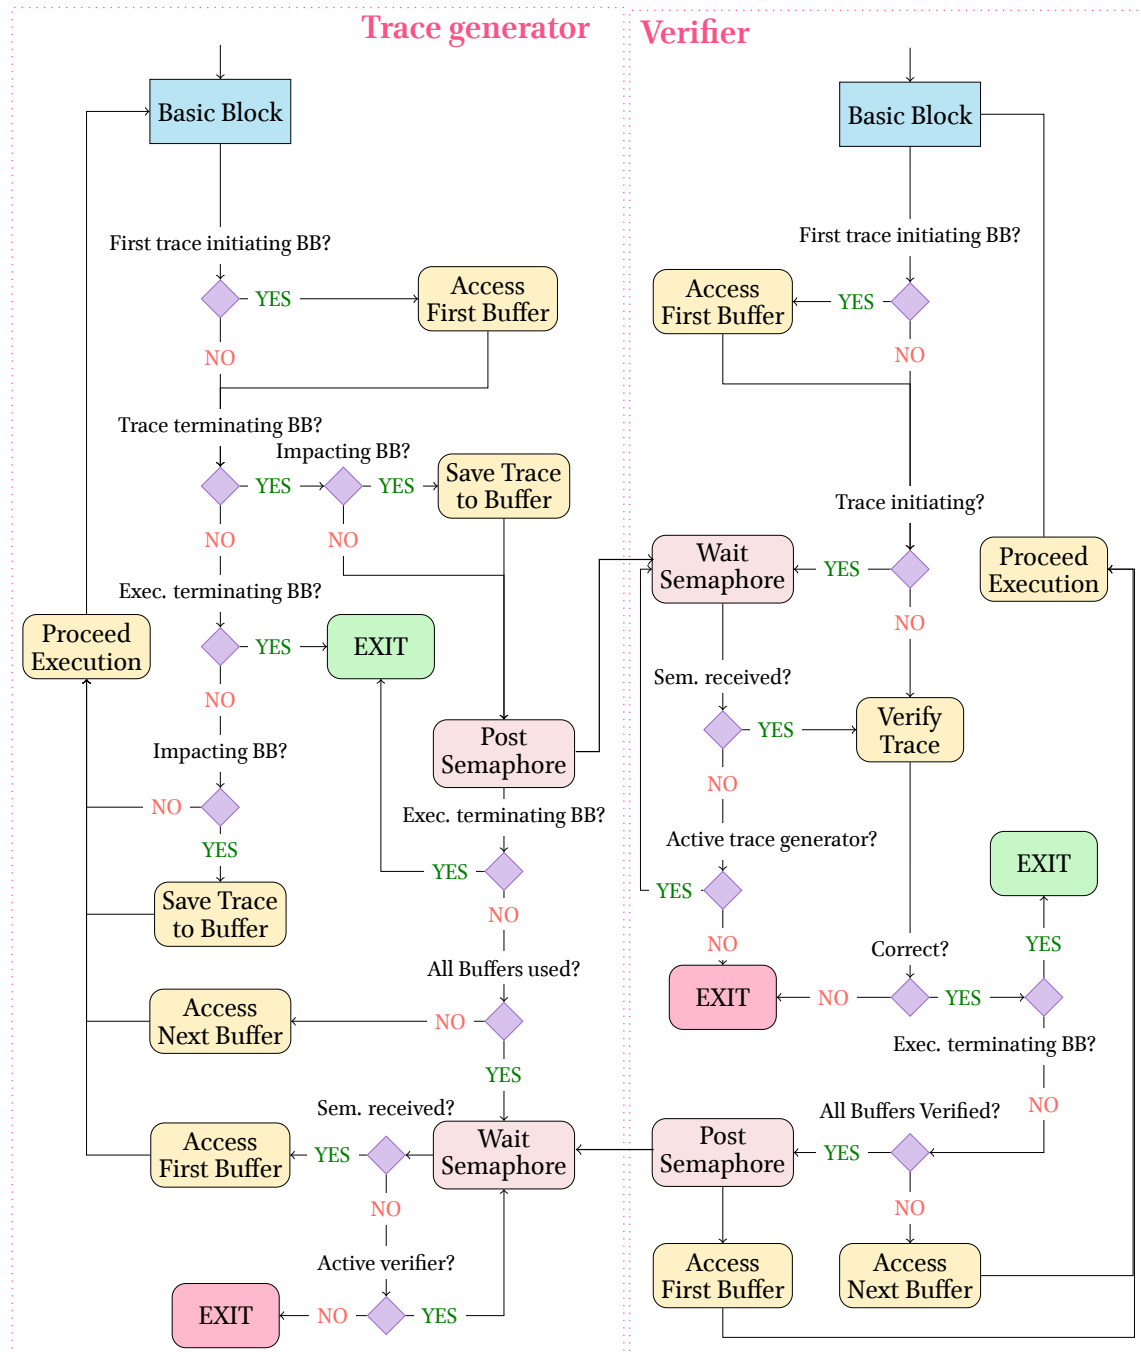 Trace generator
Basic Block
First trace initiating BB?
YES
Access
First Buffer
NO
Trace terminating BB?
Impacting BB?
YES
YES
Save Trace
to Buffer
NO
NO
Exec. terminating BB?
Proceed
Execution
YES
EXIT
NO
Post
Semaphore
Impacting BB?
NO
YES
Exec. terminating BB?
YES
NO
Save Trace
to Buffer
All Buffers used?
Access
Next Buffer
NO
YES
Sem. received?
Access
First Buffer
YES
Wait
Semaphore
NO
Active verifier?
EXIT
NO
YES
Verifier
Basic Block
First trace initiating BB?
Access
First Buffer
YES
NO
Trace initiating?
Wait
Semaphore
YES
Proceed
Execution
NO
Sem. received?
YES
Verify
Trace
NO
Active trace generator?
YES
EXIT
NO
Correct?
YES
EXIT
NO
YES
Exec. terminating BB?
NO
All Buffers Verified?
Post
Semaphore
YES
NO
Access
First Buffer
Access
Next Buffer